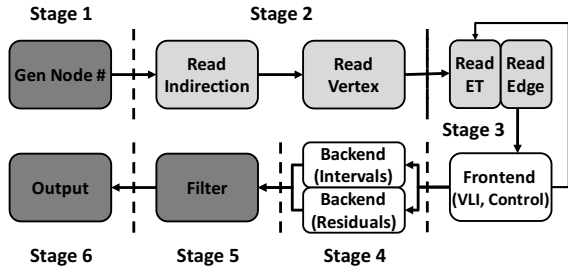 Stage 1
Stage 2
Gen Node #
Read
Indirection
Read
Vertex
Read
ET
Read
Edge
Stage 3
Output
Filter
Backend
(Intervals)
Backend
(Residuals)
Frontend
(VLI, Control)
Stage 6
Stage 5
Stage 4